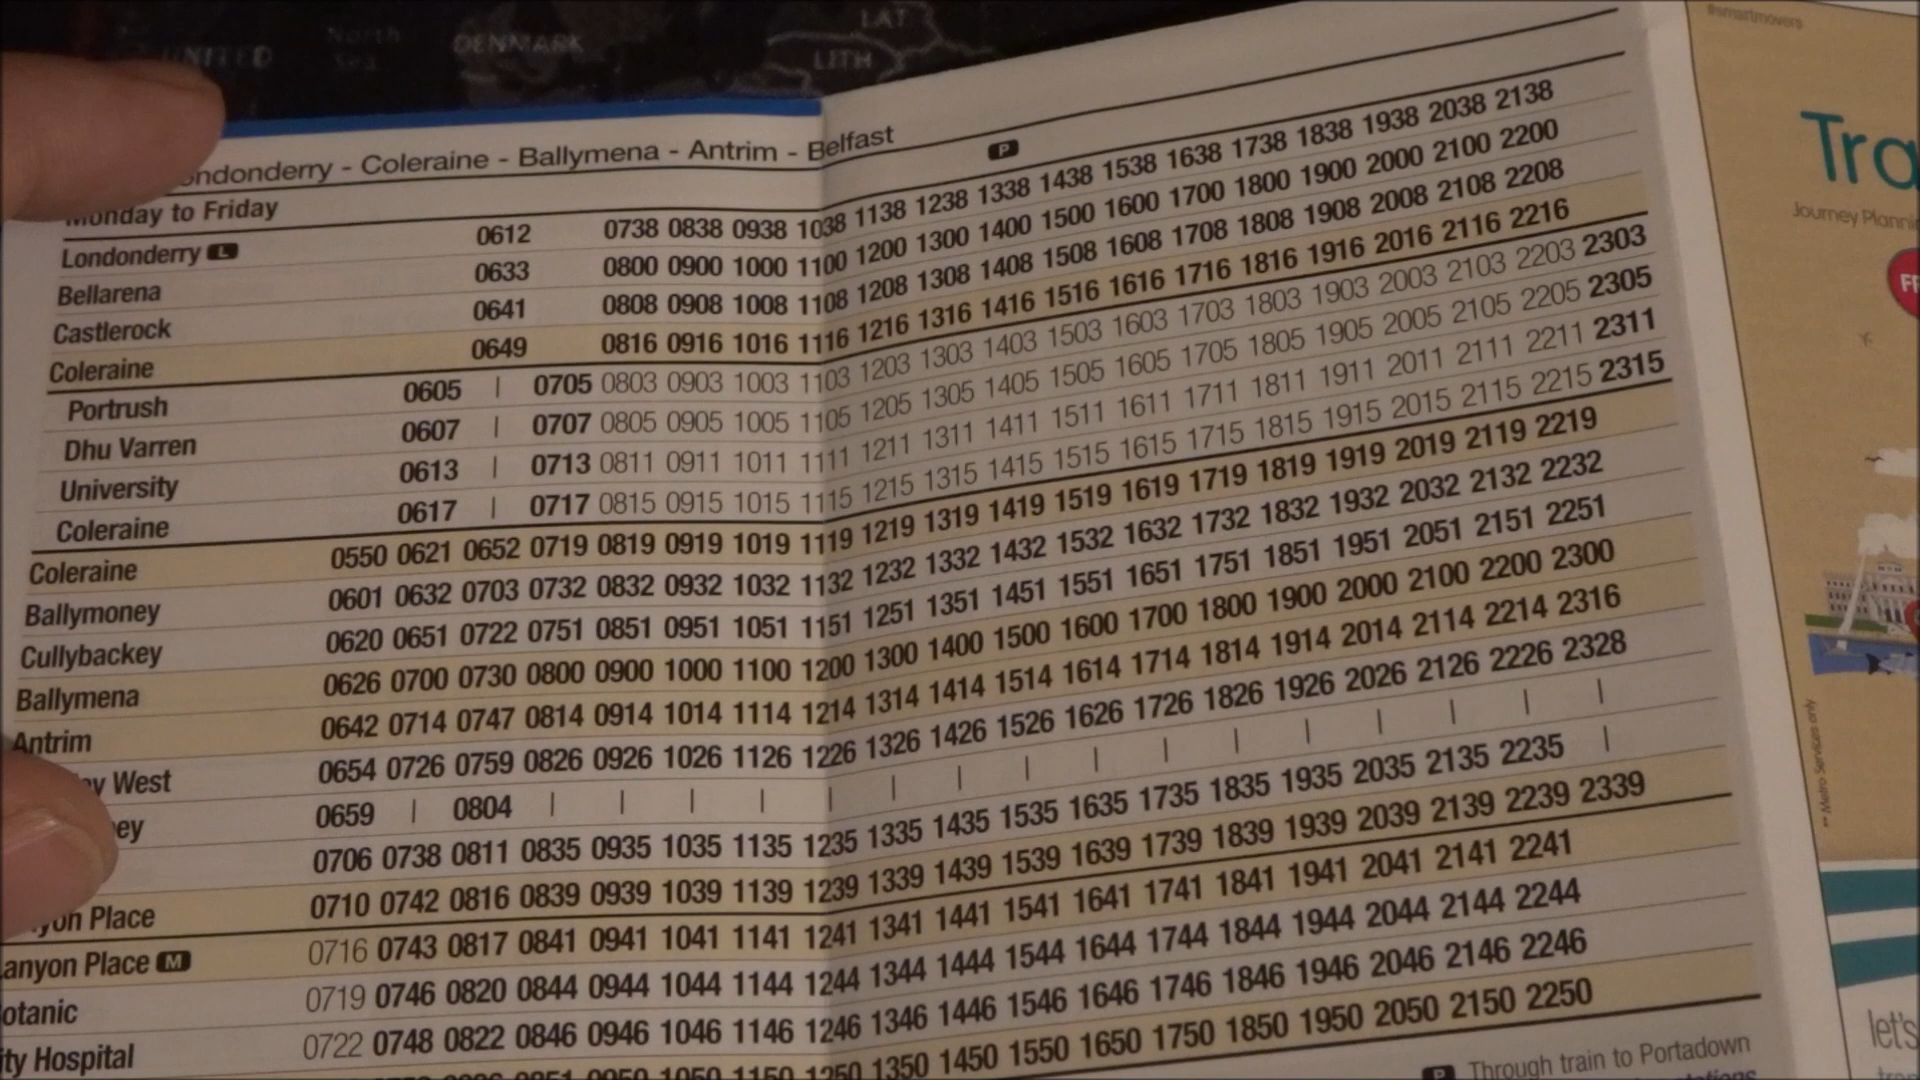 UNITED
North
Sea
DENMARK
LAT
LITH
#smartmovers
ndonderry - Coleraine - Ballymena - Antrim - Belfast
Monday to Friday P
Londonderry L 0612 0738 0838 0938 1038 1138 1238 1338 1438 1538 1638 1738 1838 1938 2038 2138
Bellarena 0633 0800 0900 1000 1100 1200 1300 1400 1500 1600 1700 1800 1900 2000 2100 2200
Castlerock 0641 0808 0908 1008 1108 1208 1308 1408 1508 1608 1708 1808 1908 2008 2108 2208
Coleraine 0649 0816 0916 1016 1116 1216 1316 1416 1516 1616 1716 1816 1916 2016 2116 2216
Portrush 0605 | 0705 0803 0903 1003 1103 1203 1303 1403 1503 1603 1703 1803 1903 2003 2103 2203 2303
Dhu Varren 0607 | 0707 0805 0905 1005 1105 1205 1305 1405 1505 1605 1705 1805 1905 2005 2105 2205 2305
University 0613 | 0713 0811 0911 1011 1111 1211 1311 1411 1511 1611 1711 1811 1911 2011 2111 2211 2311
Coleraine 0617 | 0717 0815 0915 1015 1115 1215 1315 1415 1515 1615 1715 1815 1915 2015 2115 2215 2315
Coleraine 0550 0621 0652 0719 0819 0919 1019 1119 1219 1319 1419 1519 1619 1719 1819 1919 2019 2119 2219
Ballymoney 0601 0632 0703 0732 0832 0932 1032 1132 1232 1332 1432 1532 1632 1732 1832 1932 2032 2132 2232
Cullybackey 0620 0651 0722 0751 0851 0951 1051 1151 1251 1351 1451 1551 1651 1751 1851 1951 2051 2151 2251
Ballymena 0626 0700 0730 0800 0900 1000 1100 1200 1300 1400 1500 1600 1700 1800 1900 2000 2100 2200 2300
Antrim 0642 0714 0747 0814 0914 1014 1114 1214 1314 1414 1514 1614 1714 1814 1914 2014 2114 2214 2316
ey West 0654 0726 0759 0826 0926 1026 1126 1226 1326 1426 1526 1626 1726 1826 1926 2026 2126 2226 2328
ey 0659 | 0804 | | | | | | | | | | | | | | | |
0706 0738 0811 0835 0935 1035 1135 1235 1335 1435 1535 1635 1735 1835 1935 2035 2135 2235 |
yon Place 0710 0742 0816 0839 0939 1039 1139 1239 1339 1439 1539 1639 1739 1839 1939 2039 2139 2239 2339
anyon Place M 0716 0743 0817 0841 0941 1041 1141 1241 1341 1441 1541 1641 1741 1841 1941 2041 2141 2241
otanic 0719 0746 0820 0844 0944 1044 1144 1244 1344 1444 1544 1644 1744 1844 1944 2044 2144 2244
ity Hospital 0722 0748 0822 0846 0946 1046 1146 1246 1346 1446 1546 1646 1746 1846 1946 2046 2146 2246
0851 0950 1050 1150 1250 1350 1450 1550 1650 1750 1850 1950 2050 2150 2250
P Through train to Portadown
Tra
Journey Plannin
FR
** Metro Services only
let's